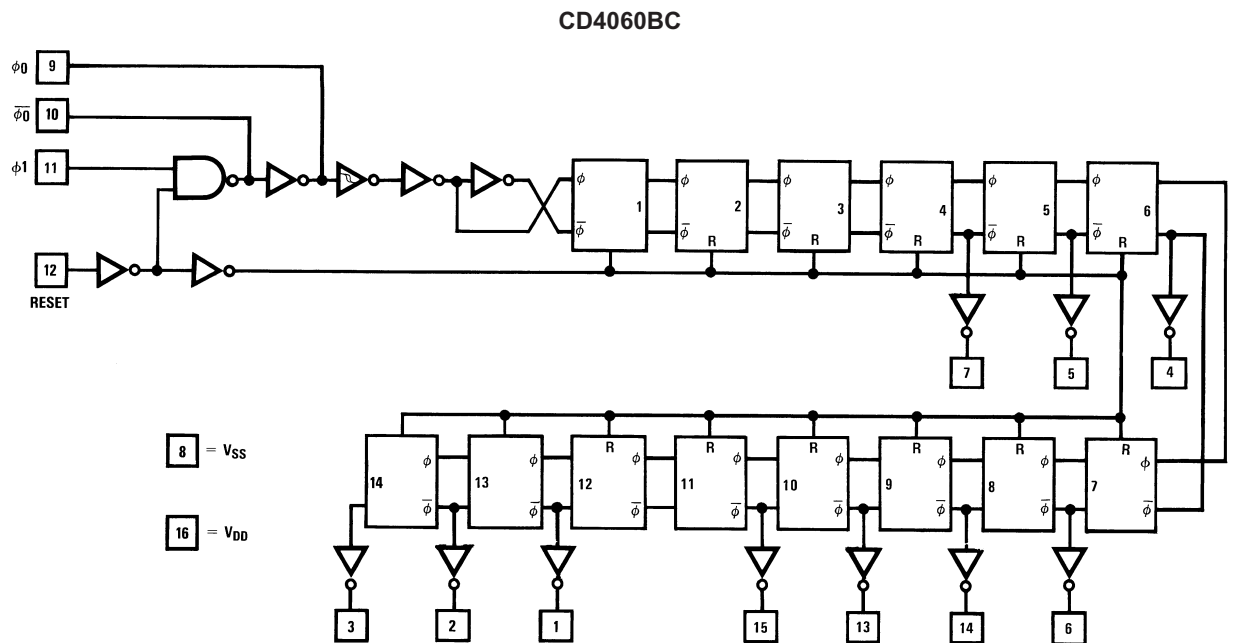 CD4060BC
ϕ0 9
ϕ̅0̅ 10
ϕ1 11
12
RESET
ϕ ϕ̅ 1
2 R
3 ϕ̅ R
4 R
ϕ̅ 5 R
ϕ̅ 6 R
7 5 4
8 = VSS
16 = VDD
14
ϕ ϕ̅ 13
R ϕ ϕ̅ 12
R ϕ ϕ̅ 11
R ϕ ϕ̅ 10
R ϕ ϕ̅ 9
R ϕ ϕ̅ 8
R ϕ ϕ̅ 7
3 2 1 15 13 14 6